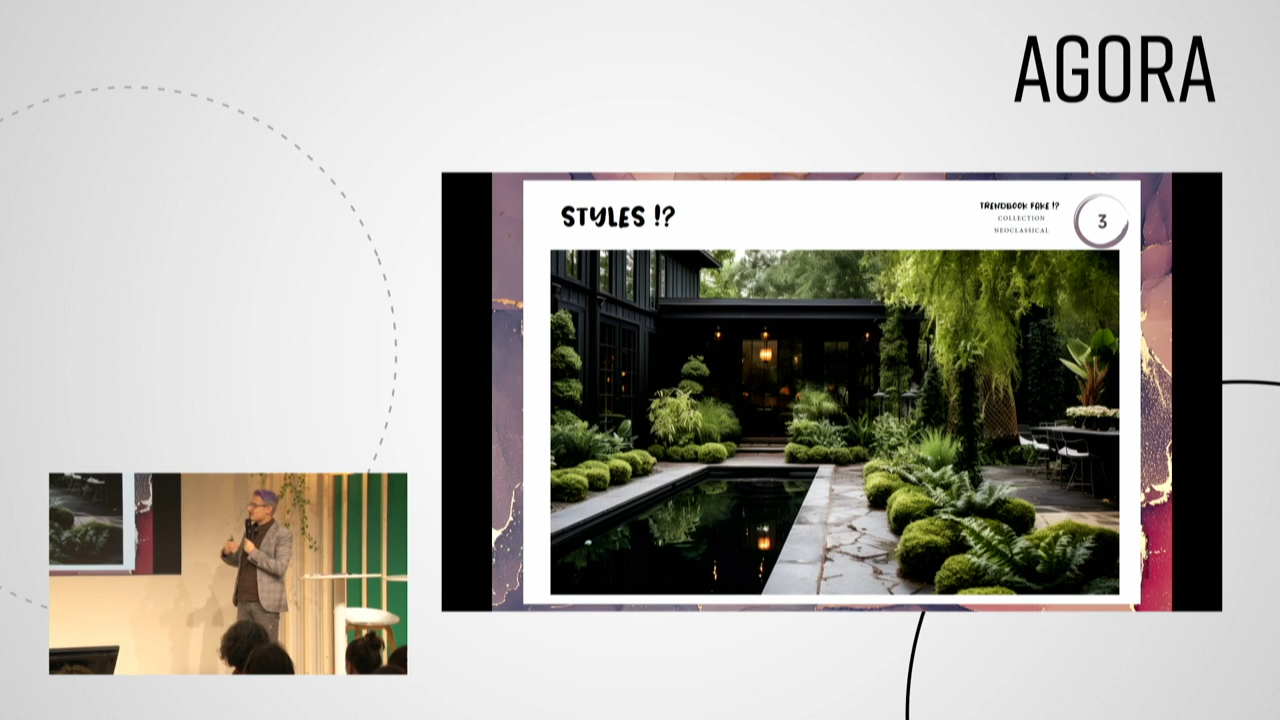 AGORA
STYLES !?
TRENDBOOK FAKE !?
COLLECTION
NEOCLASSICAL
3